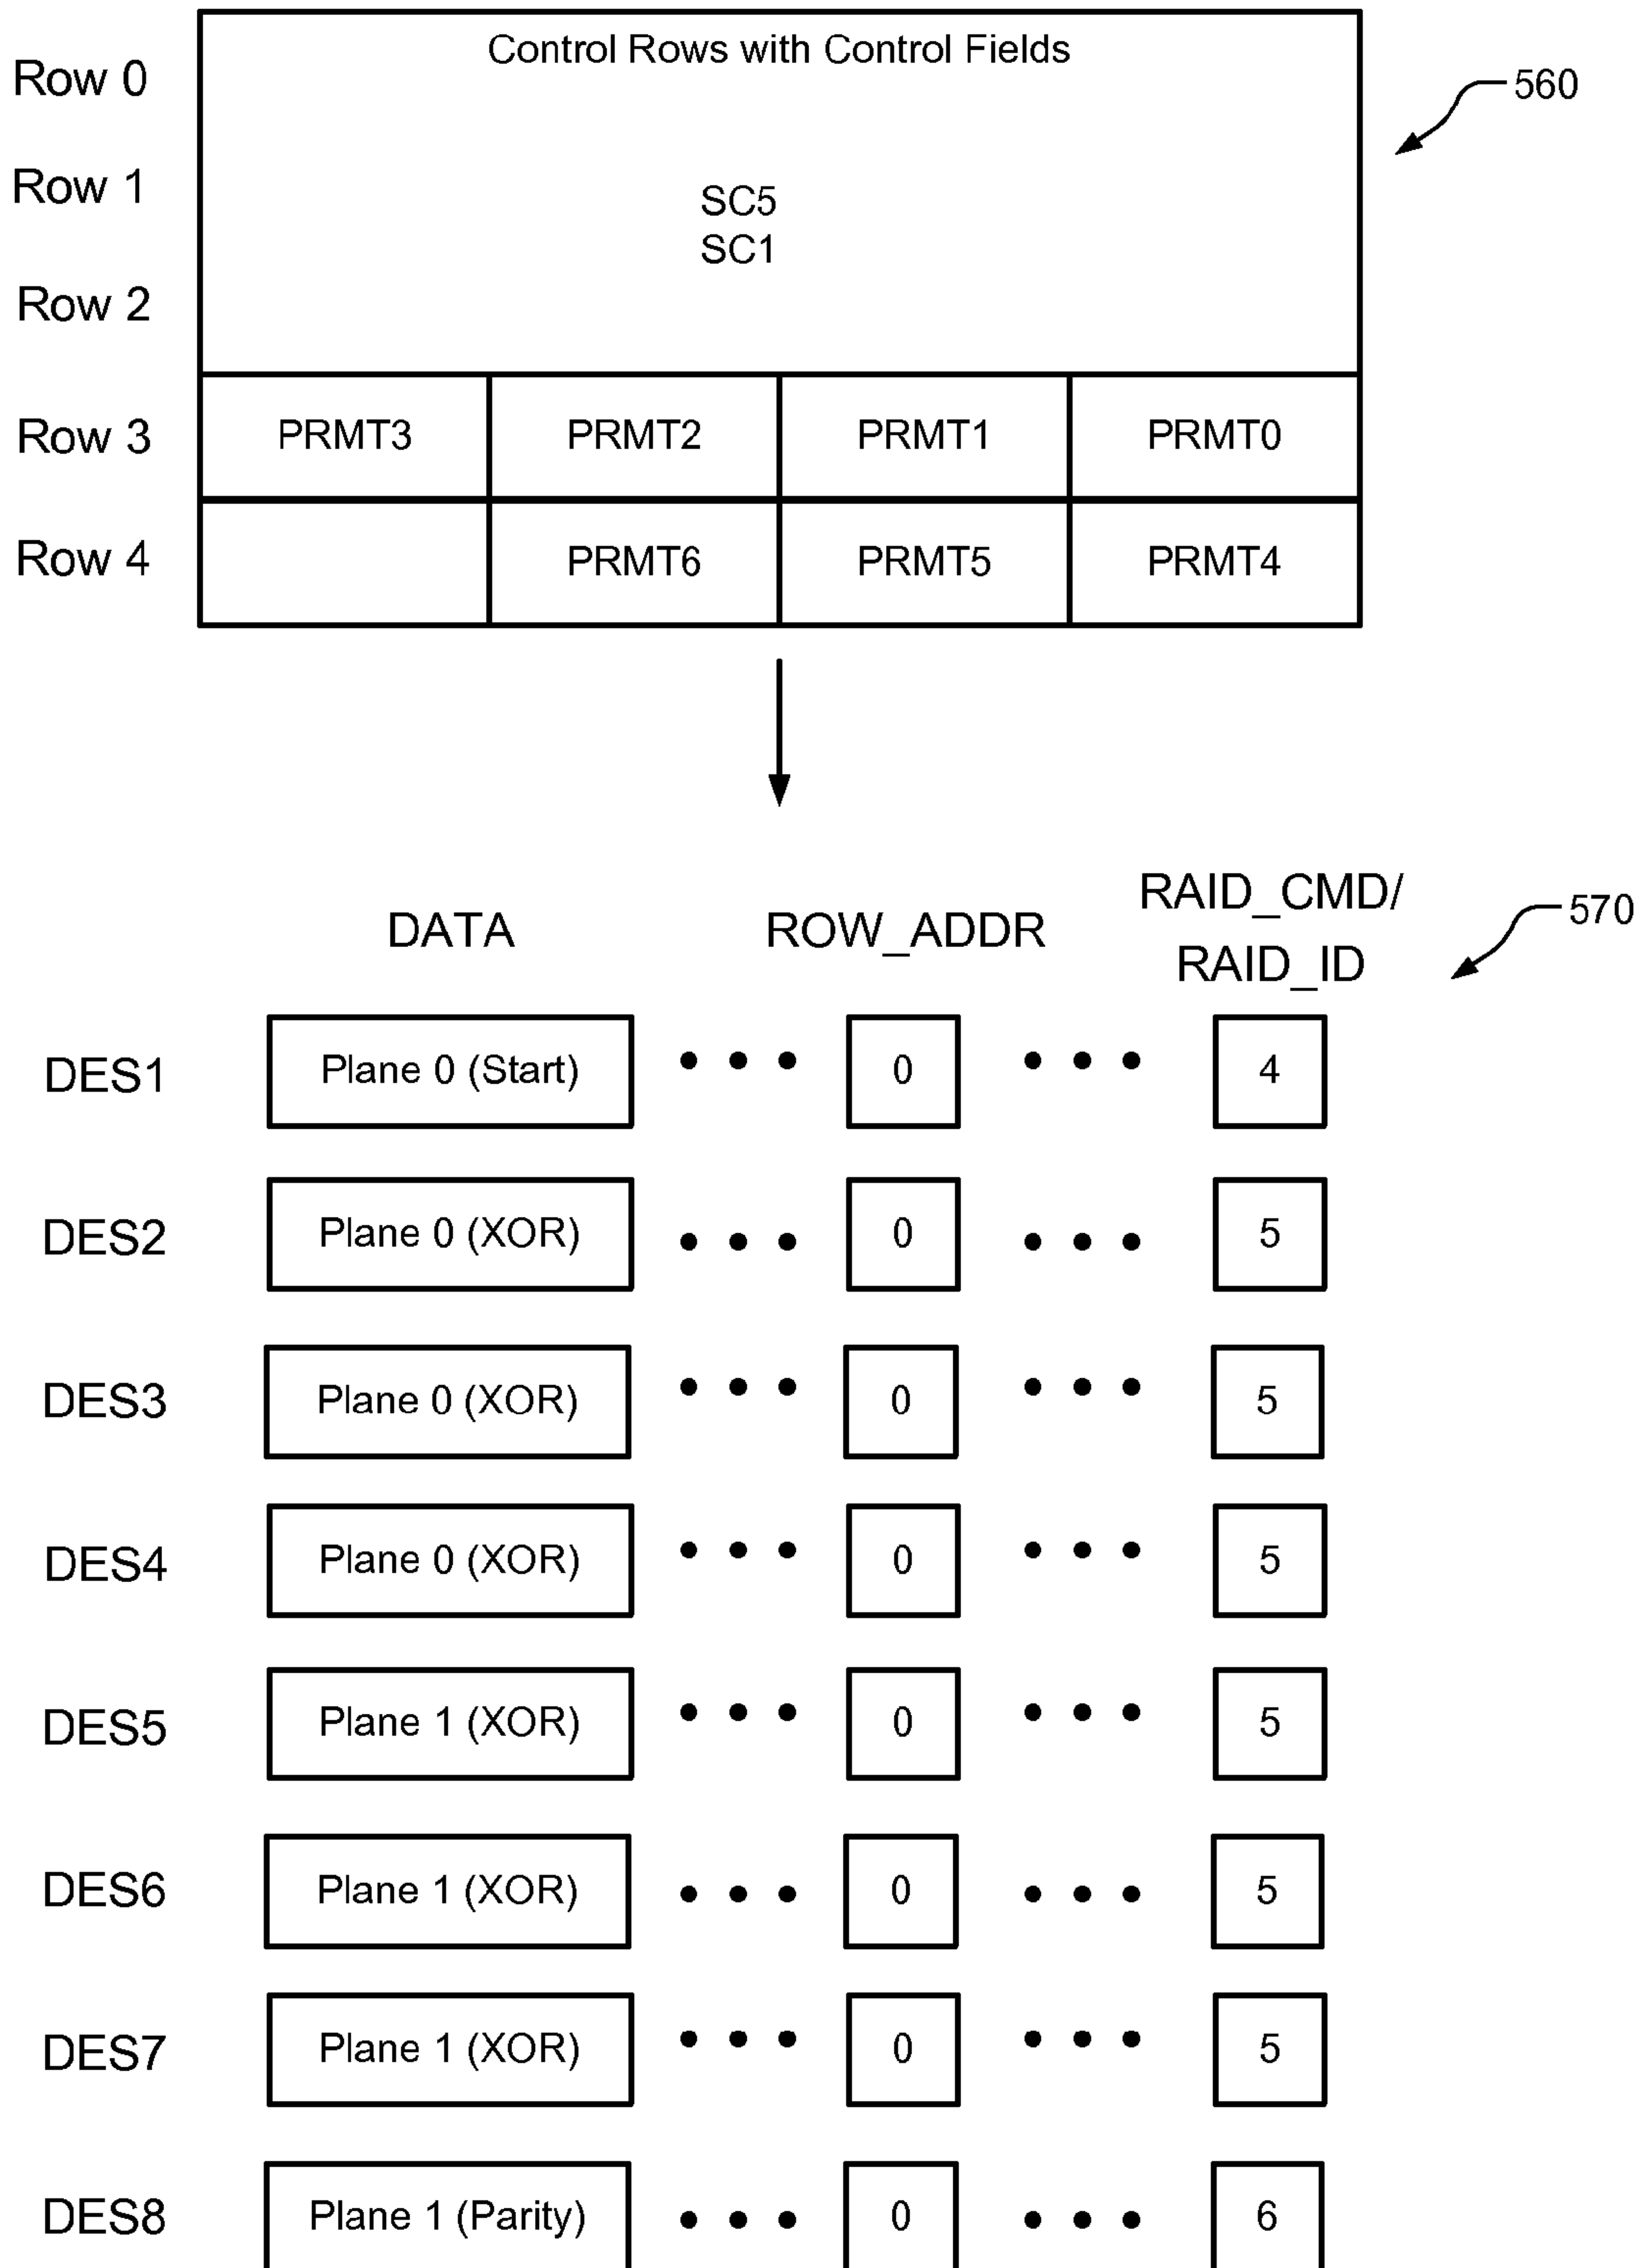 Control Rows with Control Fields
Row 0
560
Row 1
SC5
SC1
Row 2
Row 3 PRMT3 PRMT2 PRMT1 PRMT0
Row 4 PRMT6 PRMT5 PRMT4
DATA ROW_ADDR RAID_CMD/
RAID_ID
570
DES1 Plane 0 (Start) 0 4
DES2 Plane 0 (XOR) 0 5
DES3 Plane 0 (XOR) 0 5
DES4 Plane 0 (XOR) 0 5
DES5 Plane 1 (XOR) 0 5
DES6 Plane 1 (XOR) 0 5
DES7 Plane 1 (XOR) 0 5
DES8 Plane 1 (Parity) 0 6